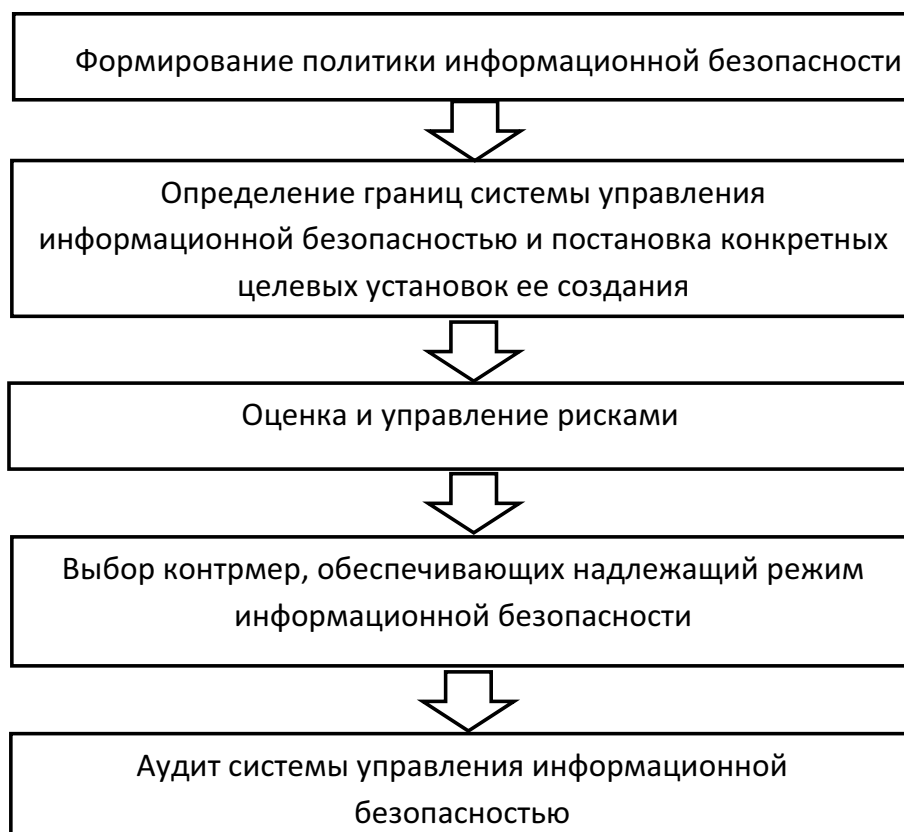 Формирование политики информационной безопасности
Определение границ системы управления
информационной безопасностью и постановка конкретных
целевых установок ее создания
Оценка и управление рисками
Выбор контрмер, обеспечивающих надлежащий режим
информационной безопасности
Аудит системы управления информационной
безопасностью